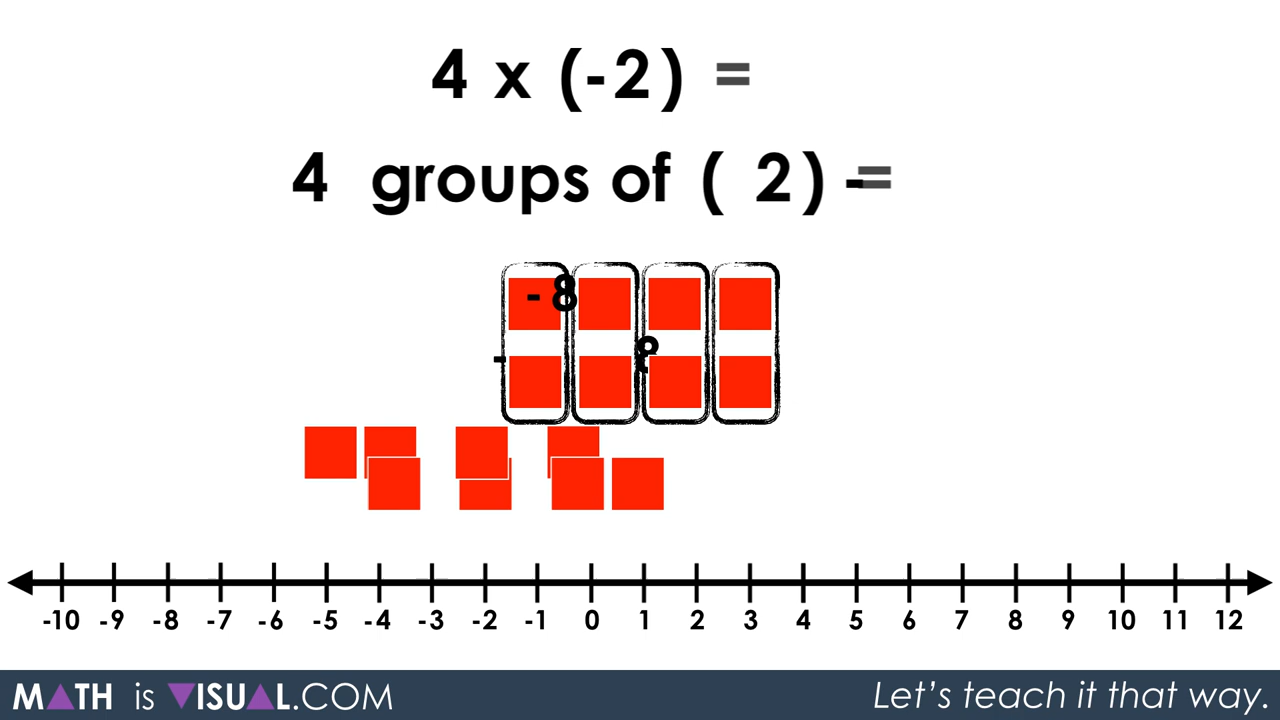 4 x (-2) =
4 groups of ( 2) -=
- 8
-
-10 -9 -8 -7 -6 -5 -4 -3 -2 -1 0 1 2 3 4 5 6 7 8 9 10 11 12
MATH is VISUAL.COM
Let's teach it that way.